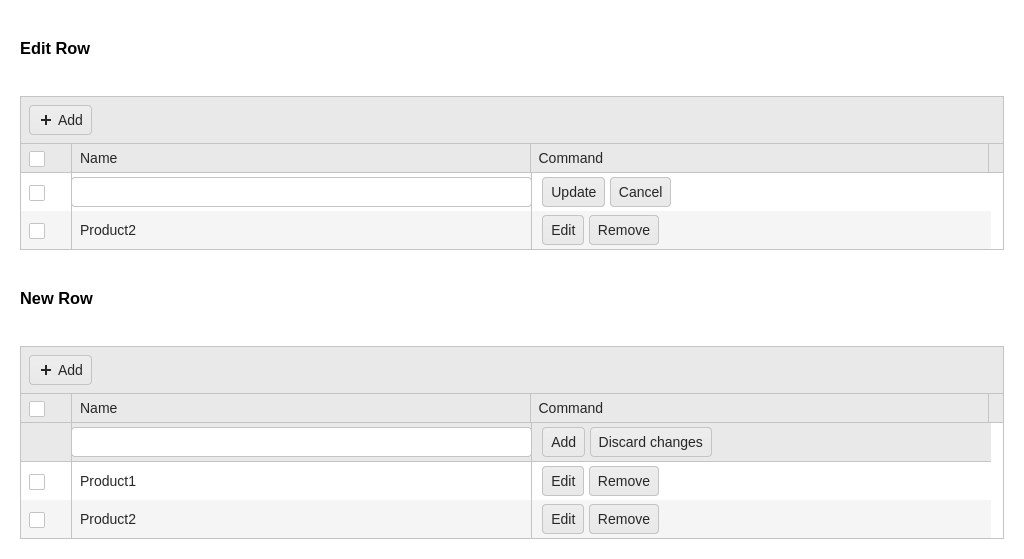 Edit Row
Add
Name Command
Update Cancel
Product2 Edit Remove
New Row
Add
Name Command
Add Discard changes
Product1 Edit Remove
Product2 Edit Remove